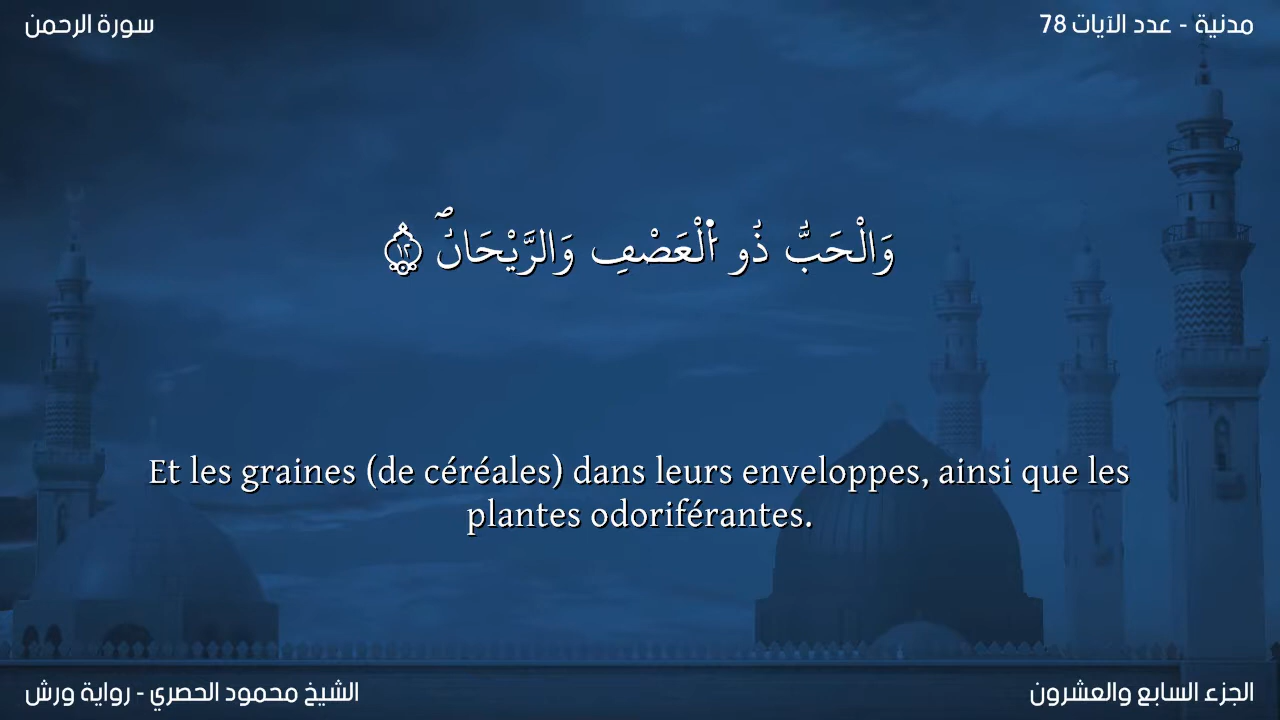 سورة الرحمن
مدنية - عدد الآيات 78
وَالْحَبُّ ذُو اُ۬لْعَصْفِ وَالرَّيْحَانُۖ ١٢
Et les graines (de céréales) dans leurs enveloppes, ainsi que les
plantes odoriférantes.
الشيخ محمود الحصري - رواية ورش
الجزء السابع والعشرون